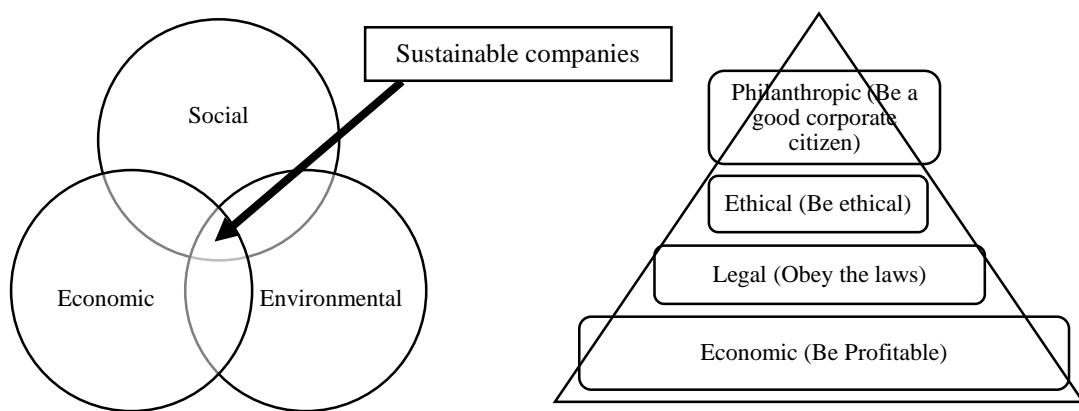 Sustainable companies
Social
Economic
Environmental
Philanthropic (Be a
good corporate
citizen)
Ethical (Be ethical)
Legal (Obey the laws)
Economic (Be Profitable)